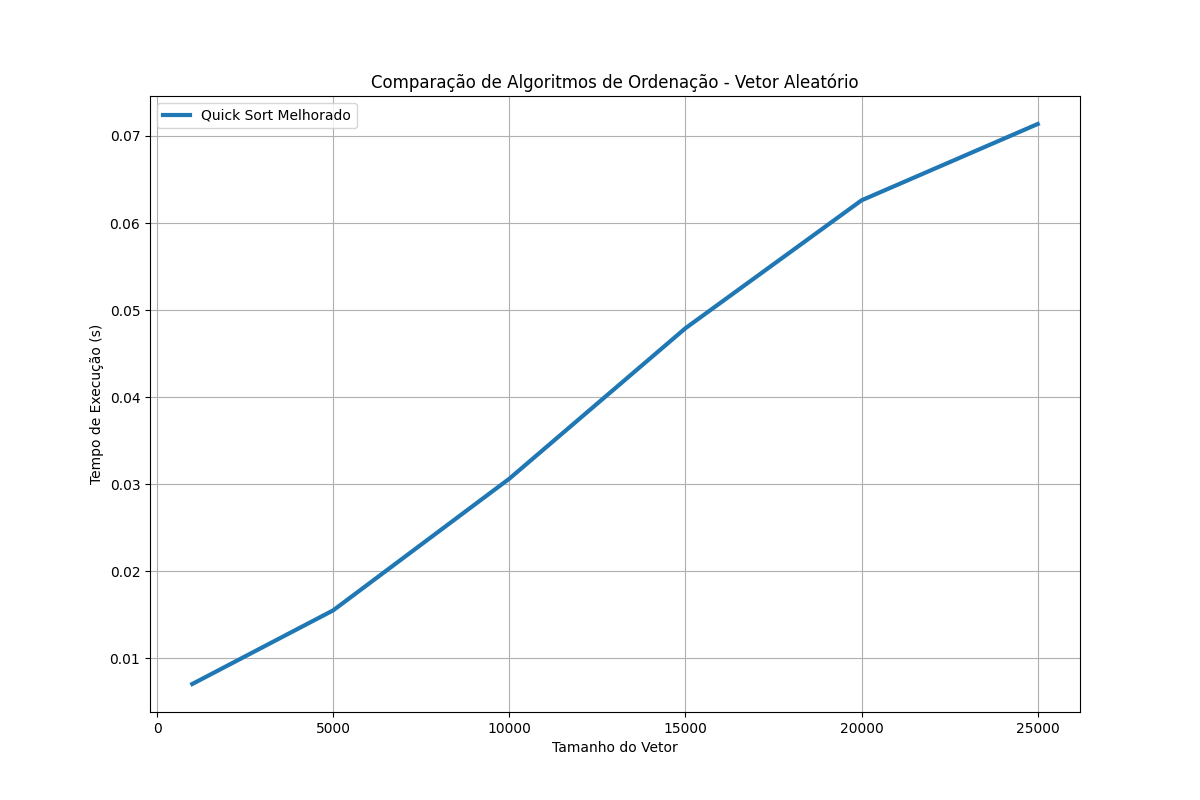 Comparação de Algoritmos de Ordenação - Vetor Aleatório
Quick Sort Melhorado
0.07
0.06
0.05
0.04
0.03
0.02
0.01
Tempo de Execução (s)
0 5000 10000 15000 20000 25000
Tamanho do Vetor